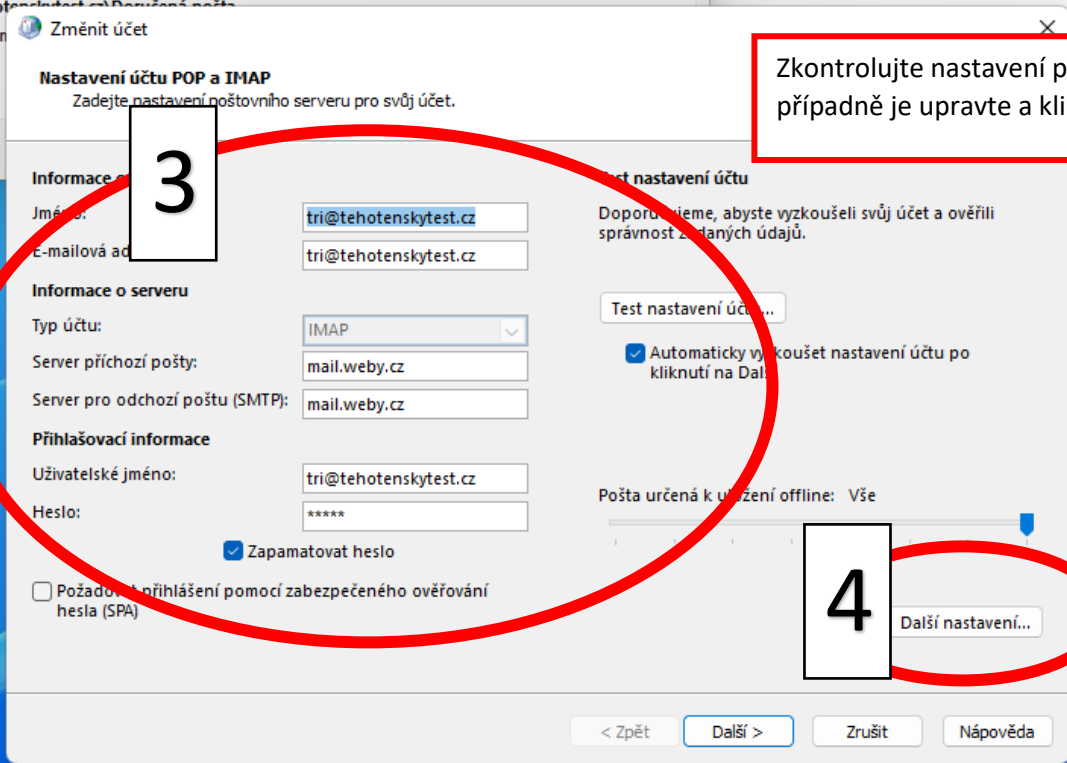 Změnit účet
Zkontrolujte nastavení
případně je upravte a
Nastavení účtu POP a IMAP
Zadejte nastavení poštovního serveru pro svůj účet.
3
Informace
Test nastavení účtu
Jméno:
tri@tehotenskytest.cz
Doporučujeme, abyste vyzkoušeli svůj účet a ověřili
správnost zadaných údajů.
E-mailová
tri@tehotenskytest.cz
Informace o serveru
Test nastavení účtu...
Typ účtu:
IMAP
Automaticky vyzkoušet nastavení účtu po
kliknutí na Další
Server příchozí pošty:
mail.weby.cz
Server pro odchozí poštu (SMTP):
mail.weby.cz
Přihlašovací informace
Uživatelské jméno:
tri@tehotenskytest.cz
Pošta určená k uložení offline: Vše
Heslo:
*****
Zapamatovat heslo
Požadovat přihlášení pomocí zabezpečeného ověřování
hesla (SPA)
4
Další nastavení...
< Zpět
Další >
Zrušit
Nápověda